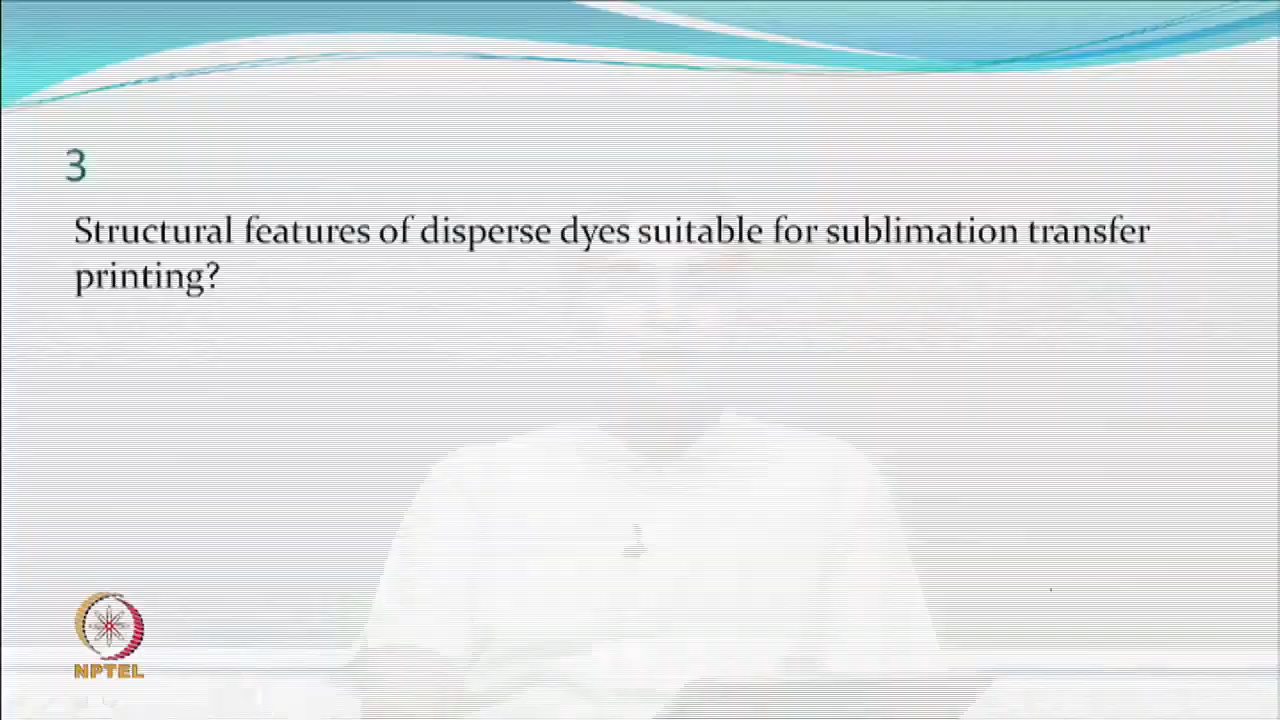 3
Structural features of disperse dyes suitable for sublimation transfer
printing?
NPTEL